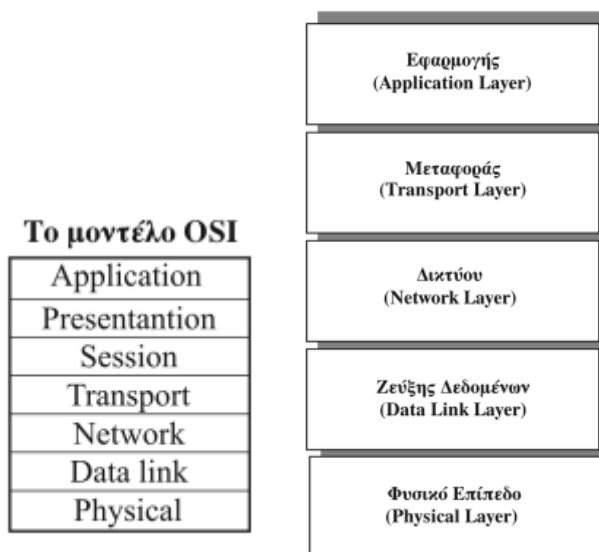 Το μοντέλο OSI
Application
Presentantion
Session
Transport
Network
Data link
Physical
Εφαρμογής
(Application Layer)
Μεταφοράς
(Transport Layer)
Δικτύου
(Network Layer)
Ζεύξης Δεδομένων
(Data Link Layer)
Φυσικό Επίπεδο
(Physical Layer)